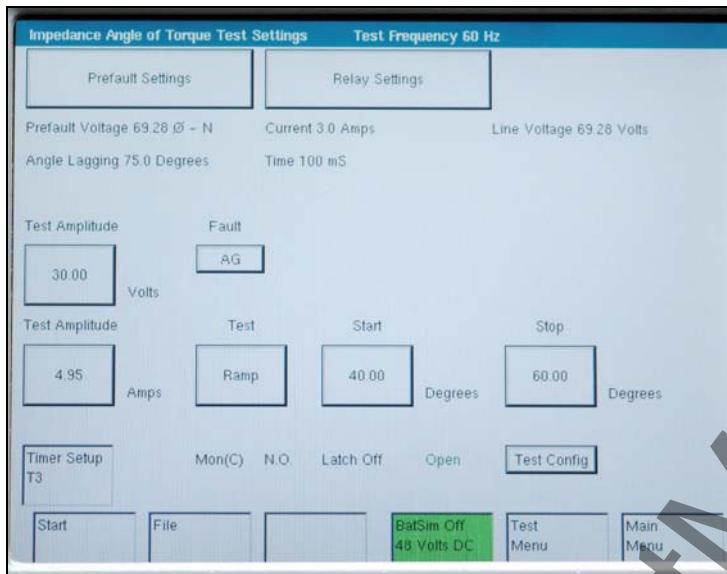 Impedance Angle of Torque Test Settings Test Frequency 60 Hz
Prefault Settings Relay Settings
Prefault Voltage 69.28 Ø - N Current 3.0 Amps Line Voltage 69.28 Volts
Angle Lagging 75.0 Degrees Time 100 mS
Test Amplitude Fault
30.00 Volts AG
Test Amplitude Test Start Stop
4.95 Amps Ramp 40.00 Degrees 60.00 Degrees
Timer Setup
T3 Mon(C) N.O. Latch Off Open Test Config
Start File BatSim Off Test Main
48 Volts DC Menu Menu